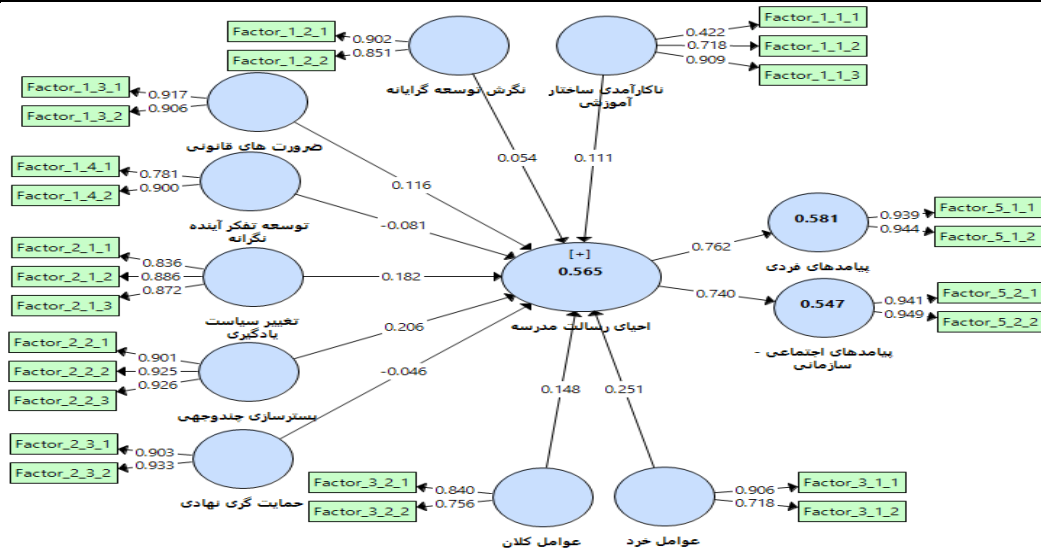 Factor_1_2_1
0.902
0.851
Factor_1_2_2
نگرش توسعه گرایانه
0.054
Factor_1_1_1
0.422
0.718
Factor_1_1_2
0.909
Factor_1_1_3
ناکارآمدی ساختار
آموزشی
0.111
Factor_1_3_1
0.917
0.906
Factor_1_3_2
ضرورت های قانونی
0.116
Factor_1_4_1
0.781
0.900
Factor_1_4_2
توسعه تفکر آینده
نگرانه
-0.081
Factor_2_1_1
0.836
Factor_2_1_2
0.886
0.872
Factor_2_1_3
تغییر سیاست
یادگیری
0.182
Factor_2_2_1
0.901
Factor_2_2_2
0.925
0.926
Factor_2_2_3
بسترسازی چندوجهی
0.206
Factor_2_3_1
0.903
0.933
Factor_2_3_2
حمایت گری نهادی
-0.046
[+]
0.565
احیای رسالت مدرسه
0.762
0.740
0.581
پیامدهای فردی
0.939
Factor_5_1_1
0.944
Factor_5_1_2
0.547
پیامدهای اجتماعی -
سازمانی
0.941
Factor_5_2_1
0.949
Factor_5_2_2
0.148
0.251
Factor_3_2_1
0.840
0.756
Factor_3_2_2
عوامل کلان
0.906
Factor_3_1_1
0.718
Factor_3_1_2
عوامل خرد